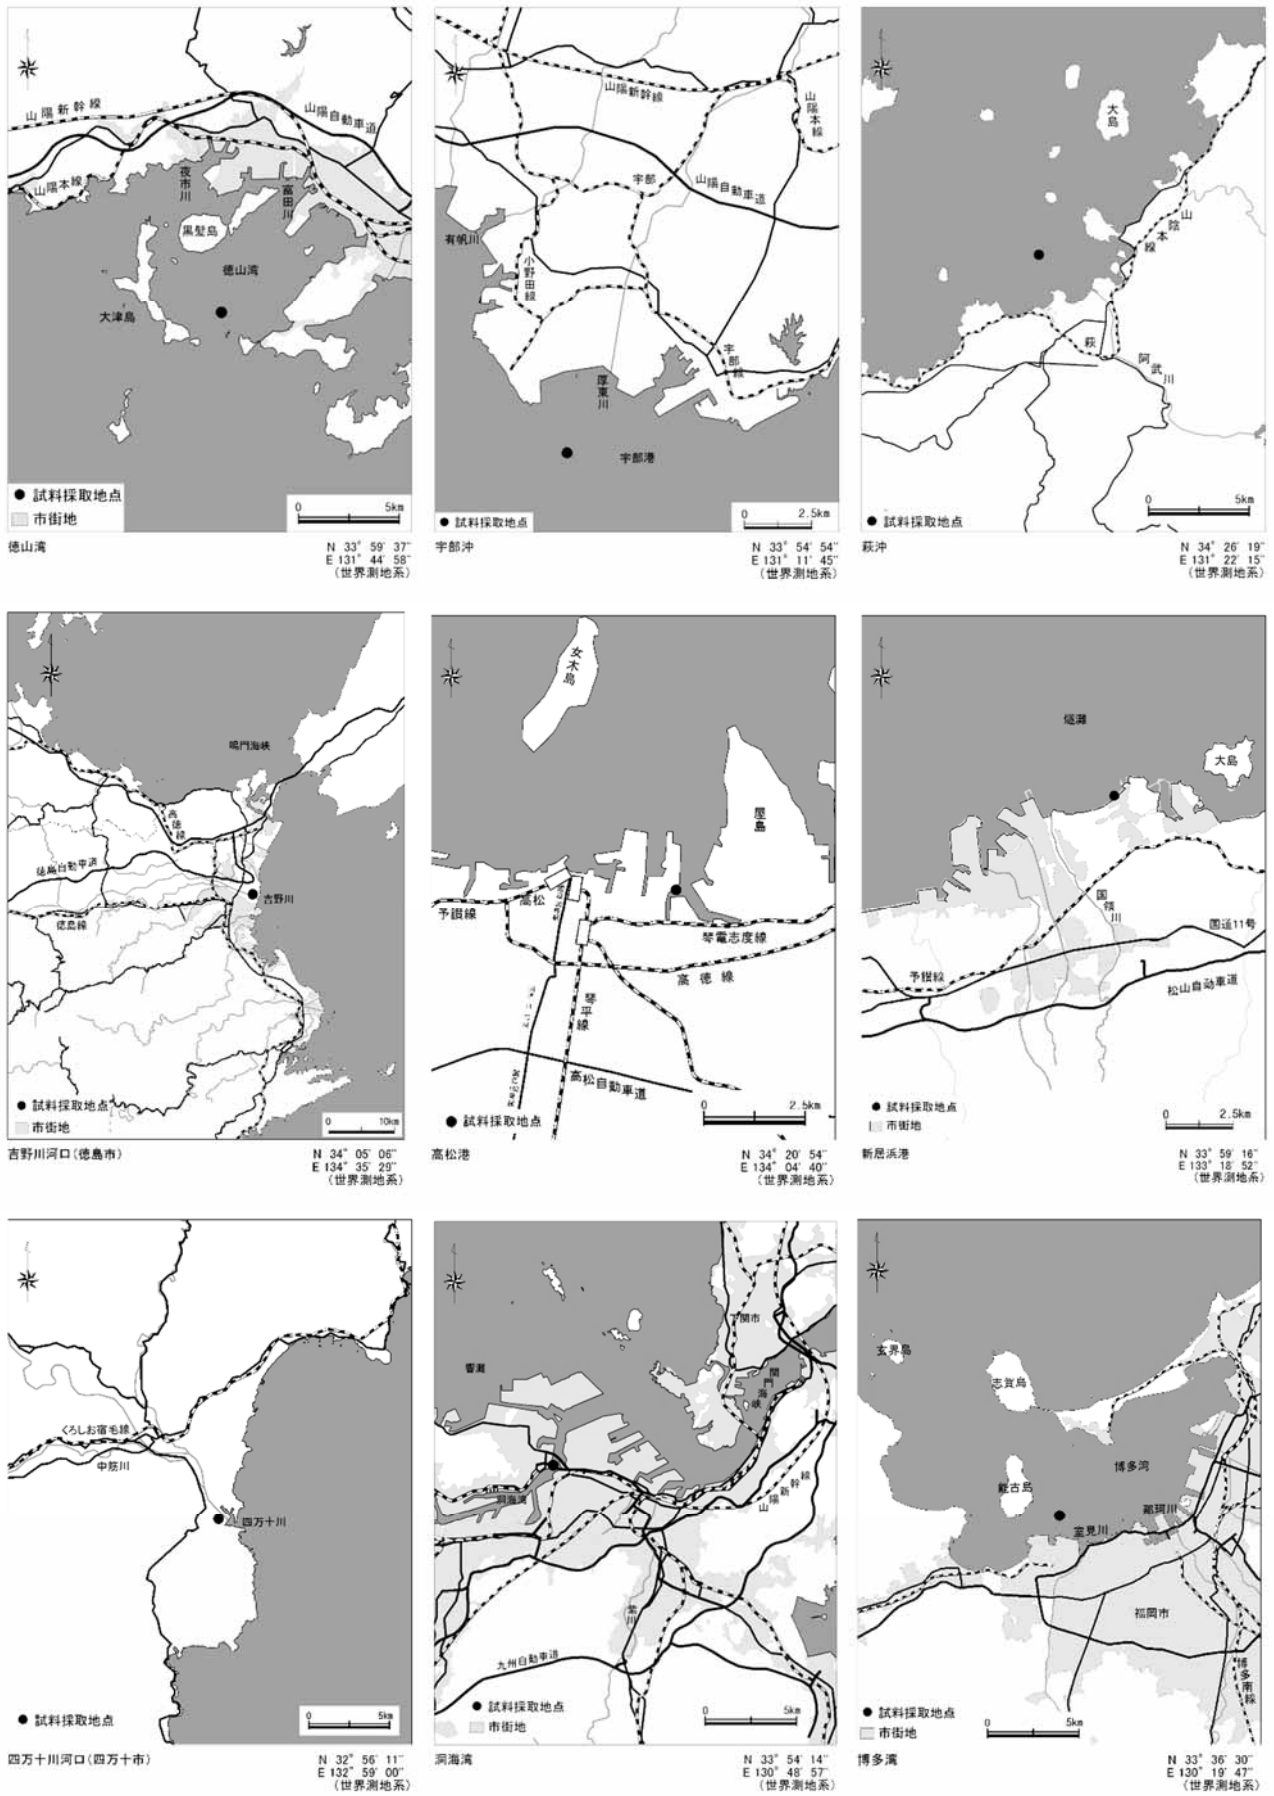 山陽新幹線
山陽自動車道
山陽本線
夜市川
富田川
黒髪島
徳山湾
大津島
● 試料採取地点
市街地
0 5km
徳山湾
N 33° 59′ 37″
E 131° 44′ 58″
（世界測地系）
山陽新幹線
山陽本線
宇部
山陽自動車道
有帆川
小野田線
宇部線
厚東川
宇部港
● 試料採取地点
0 2.5km
宇部沖
N 33° 54′ 54″
E 131° 11′ 45″
（世界測地系）
大島
山陰本線
萩
阿武川
● 試料採取地点
0 5km
萩沖
N 34° 26′ 19″
E 131° 22′ 15″
（世界測地系）
鳴門海峡
高徳線
徳島自動車道
吉野川
徳島線
● 試料採取地点
市街地
0 10km
吉野川河口（徳島市）
N 34° 05′ 06″
E 134° 35′ 29″
（世界測地系）
女木島
屋島
予讃線
高松
琴電志度線
高徳線
琴平線
高松自動車道
● 試料採取地点
0 2.5km
高松港
N 34° 20′ 54″
E 134° 04′ 40″
（世界測地系）
燧灘
大島
国領川
国道11号
予讃線
松山自動車道
● 試料採取地点
市街地
0 2.5km
新居浜港
N 33° 59′ 16″
E 133° 18′ 52″
（世界測地系）
くろしお宿毛線
中筋川
四万十川
● 試料採取地点
0 5km
四万十川河口（四万十市）
N 32° 56′ 11″
E 132° 59′ 00″
（世界測地系）
下関市
響灘
関門海峡
洞海湾
山陽新幹線
紫川
九州自動車道
● 試料採取地点
市街地
0 5km
洞海湾
N 33° 54′ 14″
E 130° 48′ 57″
（世界測地系）
玄界島
志賀島
博多湾
能古島
那珂川
室見川
福岡市
博多南線
● 試料採取地点
市街地
0 5km
博多湾
N 33° 36′ 30″
E 130° 19′ 47″
（世界測地系）